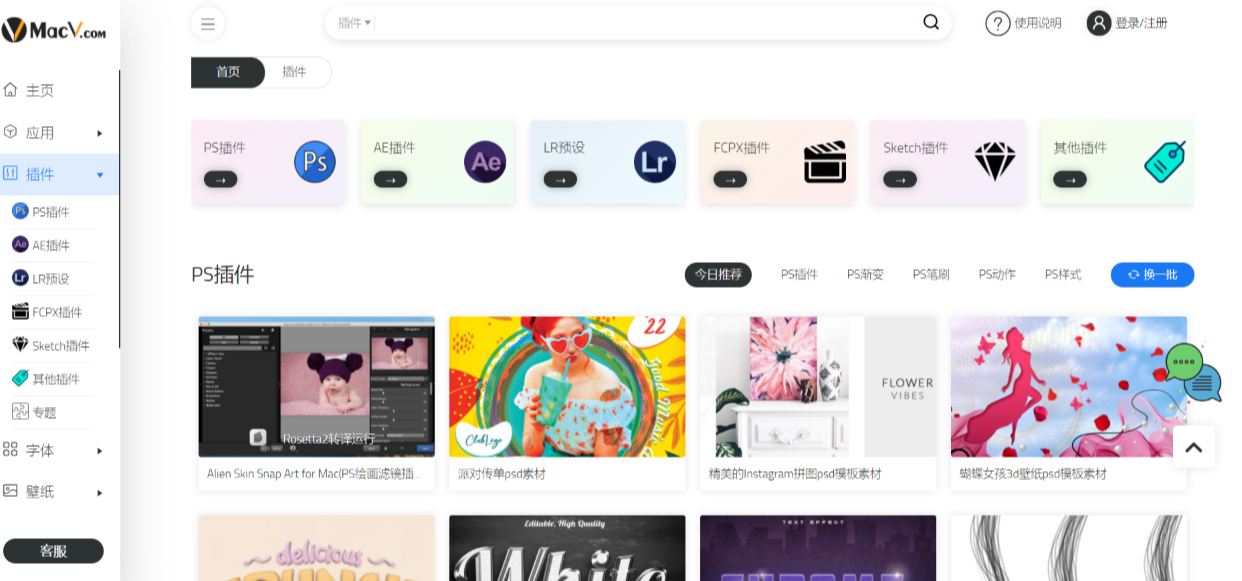 MacV.com
插件
使用说明
登录/注册
首页
插件
主页
应用
插件
PS插件
AE插件
LR预设
FCPX插件
Sketch插件
其他插件
专题
字体
壁纸
客服
PS插件
Ps
AE插件
Ae
LR预设
Lr
FCPX插件
Sketch插件
其他插件
PS插件
今日推荐
PS插件
PS渐变
PS笔刷
PS动作
PS样式
换一批
Rosetta2转译运行
Alien Skin Snap Art for Mac(PS绘画滤镜插...
22
Good Music
ClubLogo
派对传单psd素材
FLOWER
VIBES
精美的Instagram拼图psd模板素材
蝴蝶女孩3d壁纸psd模板素材
delicious
Editable, High Quality
White
TEXT EFFECT